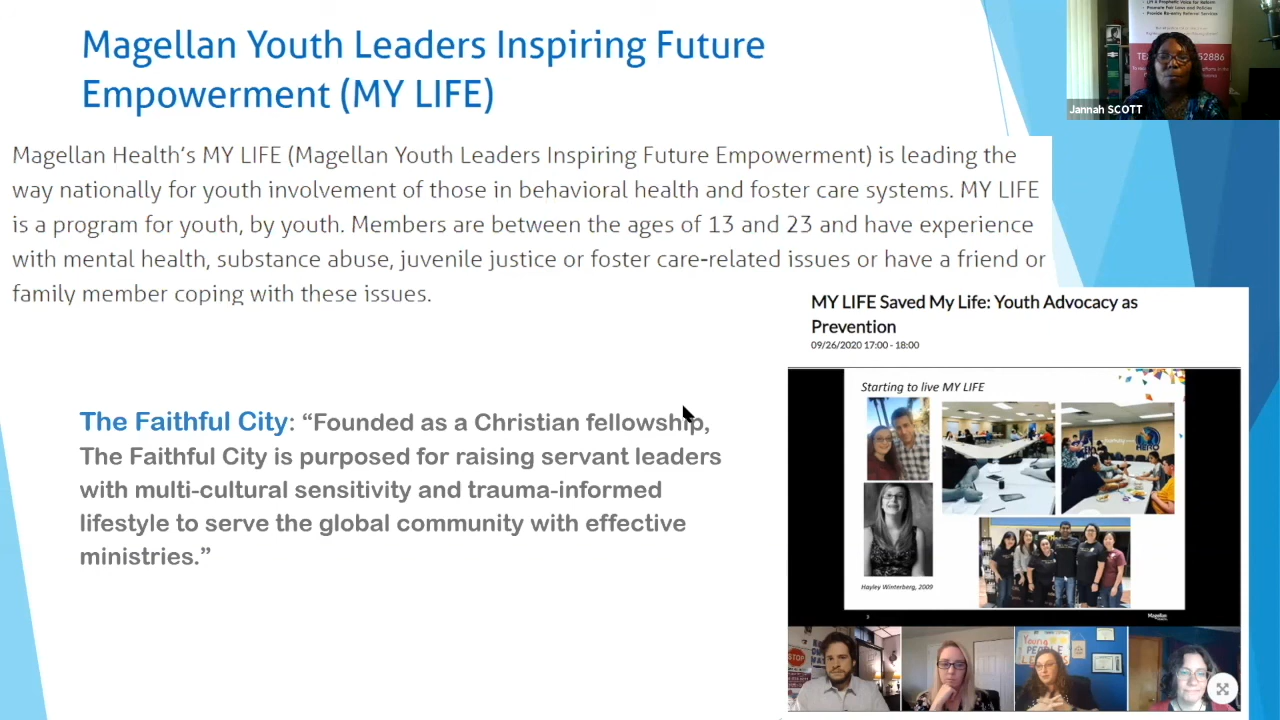 Magellan Youth Leaders Inspiring Future
Empowerment (MY LIFE)
Jannah SCOTT
Magellan Health's MY LIFE (Magellan Youth Leaders Inspiring Future Empowerment) is leading the
way nationally for youth involvement of those in behavioral health and foster care systems. MY LIFE
is a program for youth, by youth. Members are between the ages of 13 and 23 and have experience
with mental health, substance abuse, juvenile justice or foster care-related issues or have a friend or
family member coping with these issues.
MY LIFE Saved My Life: Youth Advocacy as
Prevention
09/26/2020 17:00 - 18:00
Starting to live MY LIFE
Hayley Winterberg, 2009
3
Magellan
STOP
Young
PEOPLE
The Faithful City: “Founded as a Christian fellowship,
The Faithful City is purposed for raising servant leaders
with multi-cultural sensitivity and trauma-informed
lifestyle to serve the global community with effective
ministries.”